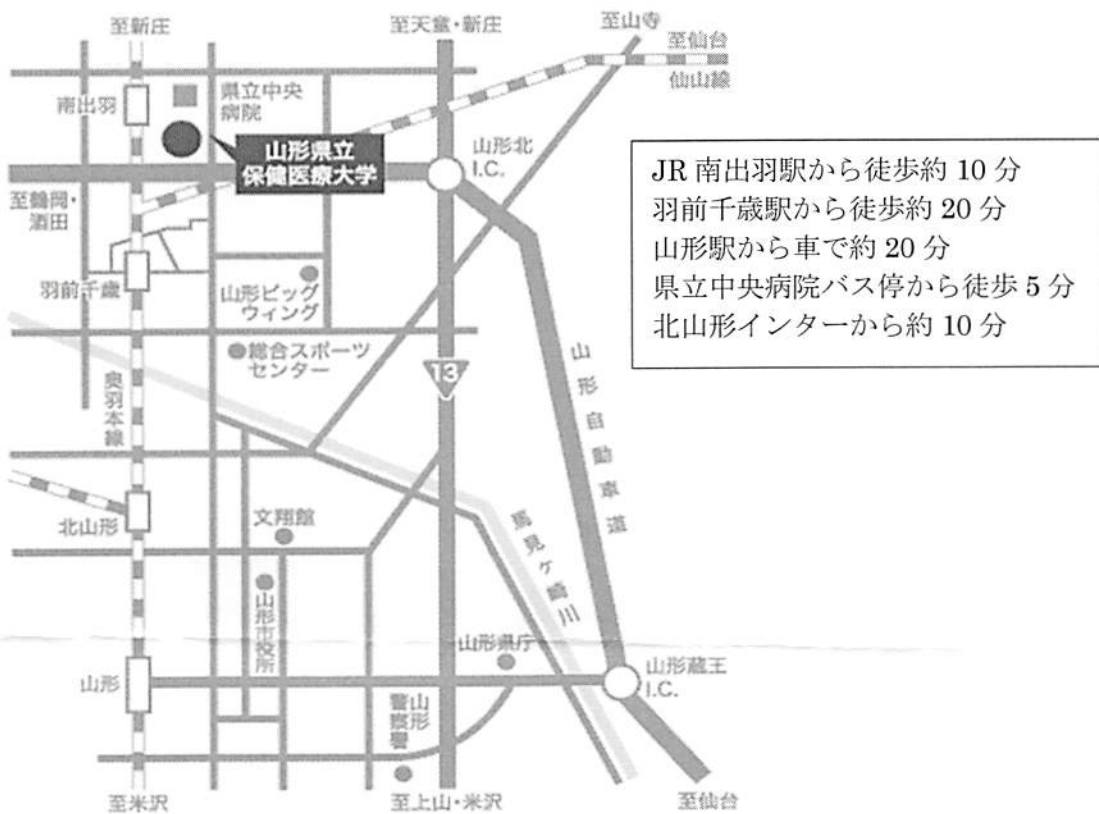 至新庄
至天童・新庄
至山寺
至仙台
仙山線
南出羽
県立中央
病院
山形県立
保健医療大学
山形北
I.C.
至鶴岡・
酒田
羽前千歳
山形ビッグ
ウィング
総合スポーツ
センター
13
奥羽本線
山形自動車道
北山形
文翔館
馬見ヶ崎川
山形市役所
山形県庁
山形
山形蔵王
I.C.
山形
警察署
至米沢
至上山・米沢
至仙台
JR 南出羽駅から徒歩約 10 分
羽前千歳駅から徒歩約 20 分
山形駅から車で約 20 分
県立中央病院バス停から徒歩 5 分
北山形インターから約 10 分